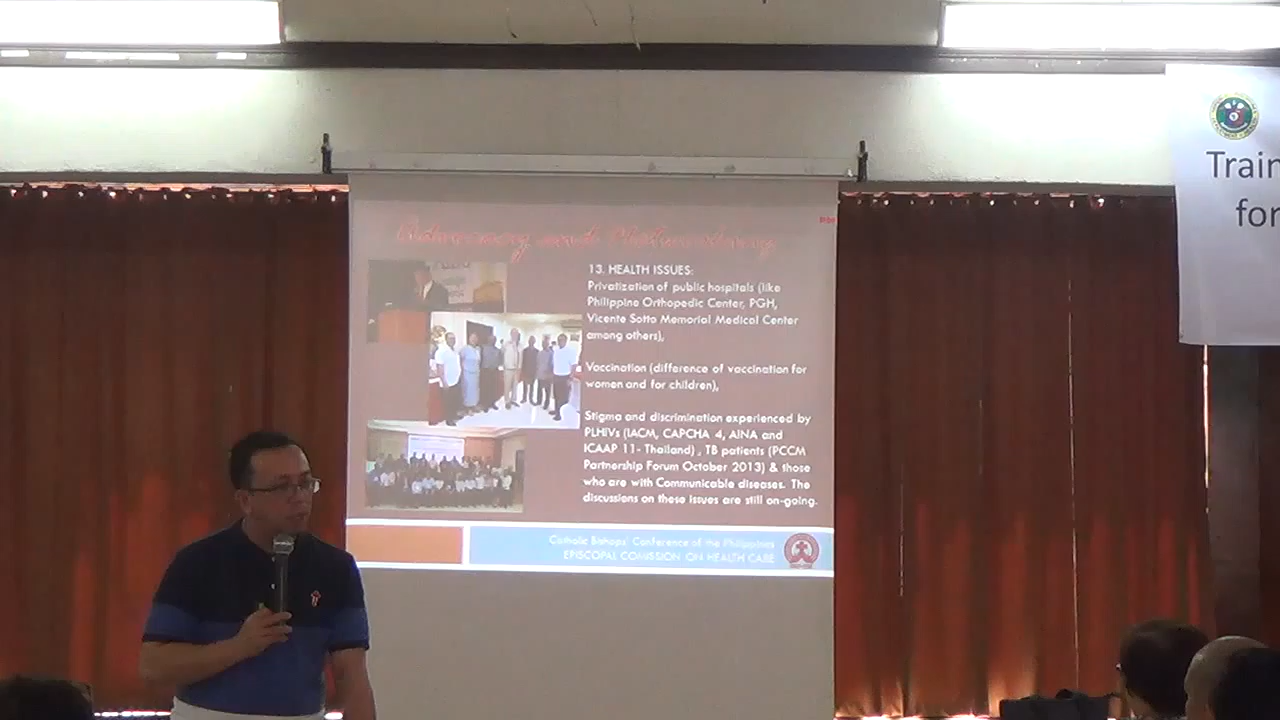 Advocacy and Networking
13. HEALTH ISSUES:
Privatization of public hospitals (like
Philippine Orthopedic Center, PGH,
Vicente Sotto Memorial Medical Center
among others),
Vaccination (difference of vaccination for
women and for children),
Stigma and discrimination experienced by
PLHIVs (IACM, CAPCHA 4, AINA and
ICAAP 11- Thailand) , TB patients (PCCM
Partnership Forum October 2013) & those
who are with Communicable diseases. The
discussions on these issues are still on-going.
Catholic Bishops' Conference of the Philippines
EPISCOPAL COMISSION ON HEALTH CARE
Train
for